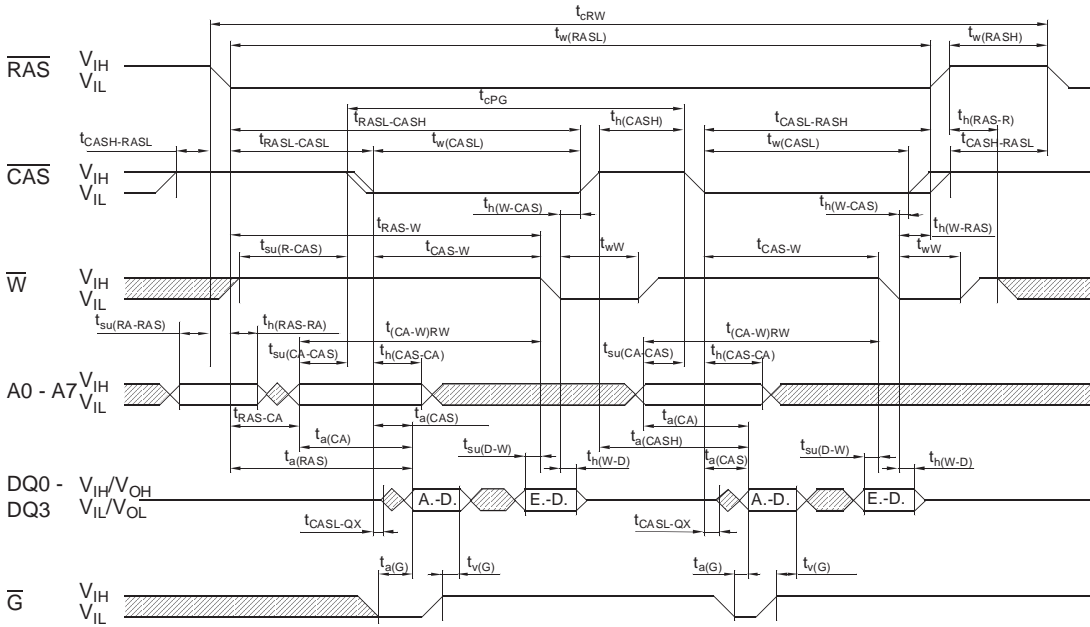 tcRW
tw(RASL) tw(RASH)
RAS VIH
VIL
tcPG
tRASL-CASH th(CASH) tCASL-RASH th(RAS-R)
tCASH-RASL tRASL-CASL tw(CASL) tw(CASL) tCASH-RASL
CAS VIH
VIL
th(W-CAS) th(W-CAS)
tRAS-W th(W-RAS)
tsu(R-CAS) tCAS-W twW tCAS-W twW
W VIH
VIL
tsu(RA-RAS) th(RAS-RA) t(CA-W)RW t(CA-W)RW
tsu(CA-CAS) th(CAS-CA) tsu(CA-CAS) th(CAS-CA)
A0 - A7 VIH
VIL
tRAS-CA ta(CAS) ta(CA)
ta(CA) ta(CASH)
ta(RAS) tsu(D-W) th(W-D) ta(CAS) tsu(D-W) th(W-D)
DQ0 - VIH/VOH
DQ3 VIL/VOL
A.-D. E.-D. A.-D. E.-D.
tCASL-QX tCASL-QX
ta(G) tv(G) ta(G) tv(G)
G VIH
VIL